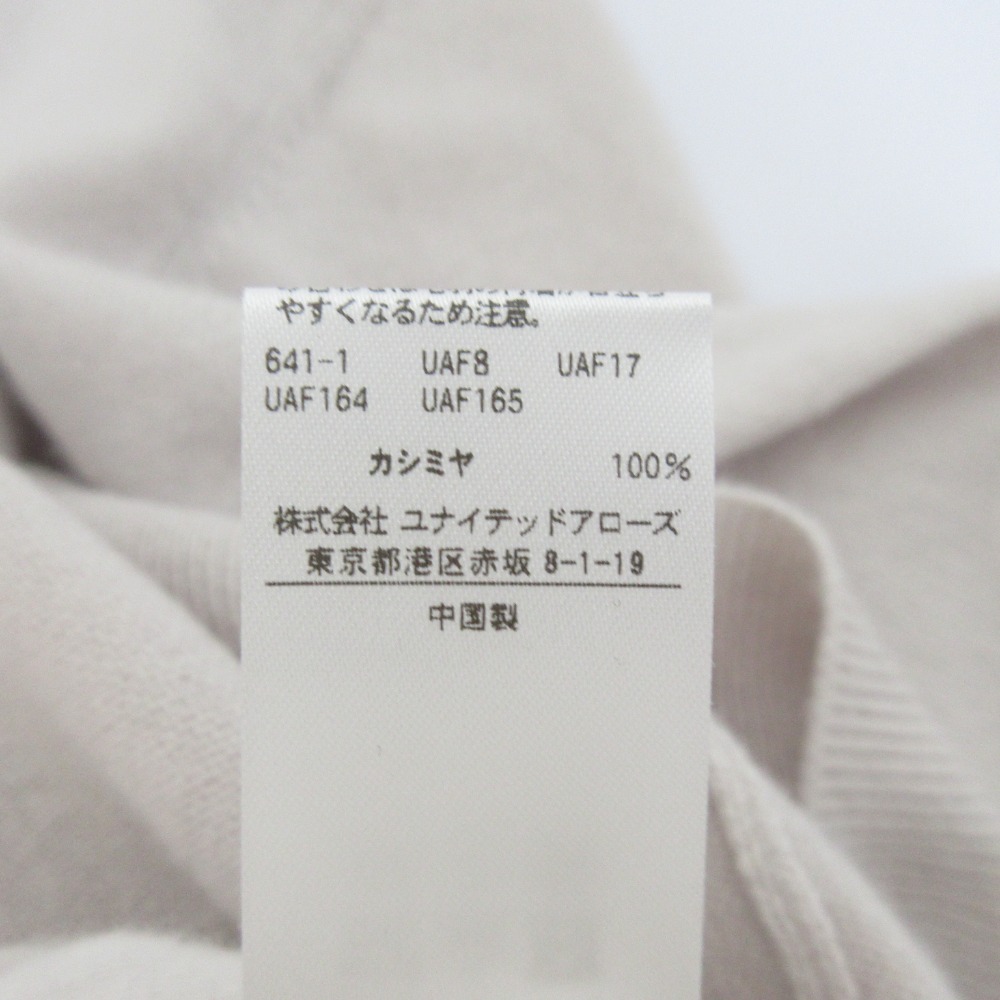 やすくなるため注意。
641-1 UAF8 UAF17
UAF164 UAF165
カシミヤ 100%
株式会社 ユナイテッドアローズ
東京都港区赤坂 8-1-19
中国製